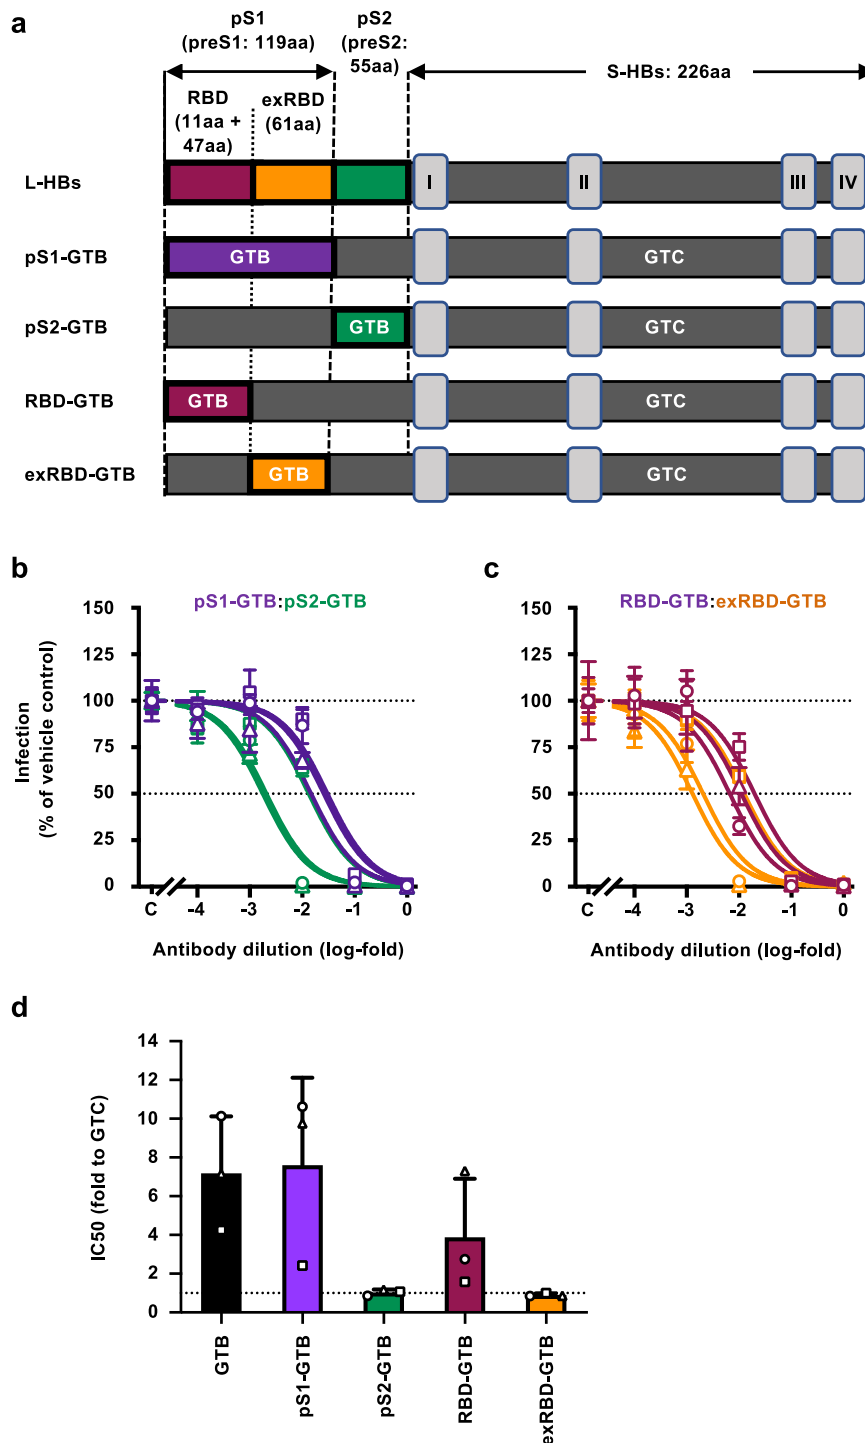 a
pS1
(preS1: 119aa)
pS2
(preS2:
55aa)
S-HBs: 226aa
RBD
(11aa +
47aa)
exRBD
(61aa)
L-HBs
I
II
III
IV
pS1-GTB
GTB
GTC
pS2-GTB
GTB
GTC
RBD-GTB
GTB
GTC
exRBD-GTB
GTB
GTC
b
pS1-GTB:pS2-GTB
Infection
(% of vehicle control)
150
125
100
75
50
25
0
C
-4
-3
-2
-1
0
Antibody dilution (log-fold)
c
RBD-GTB:exRBD-GTB
150
125
100
75
50
25
0
C
-4
-3
-2
-1
0
Antibody dilution (log-fold)
d
IC50 (fold to GTC)
14
12
10
8
6
4
2
0
GTB
pS1-GTB
pS2-GTB
RBD-GTB
exRBD-GTB